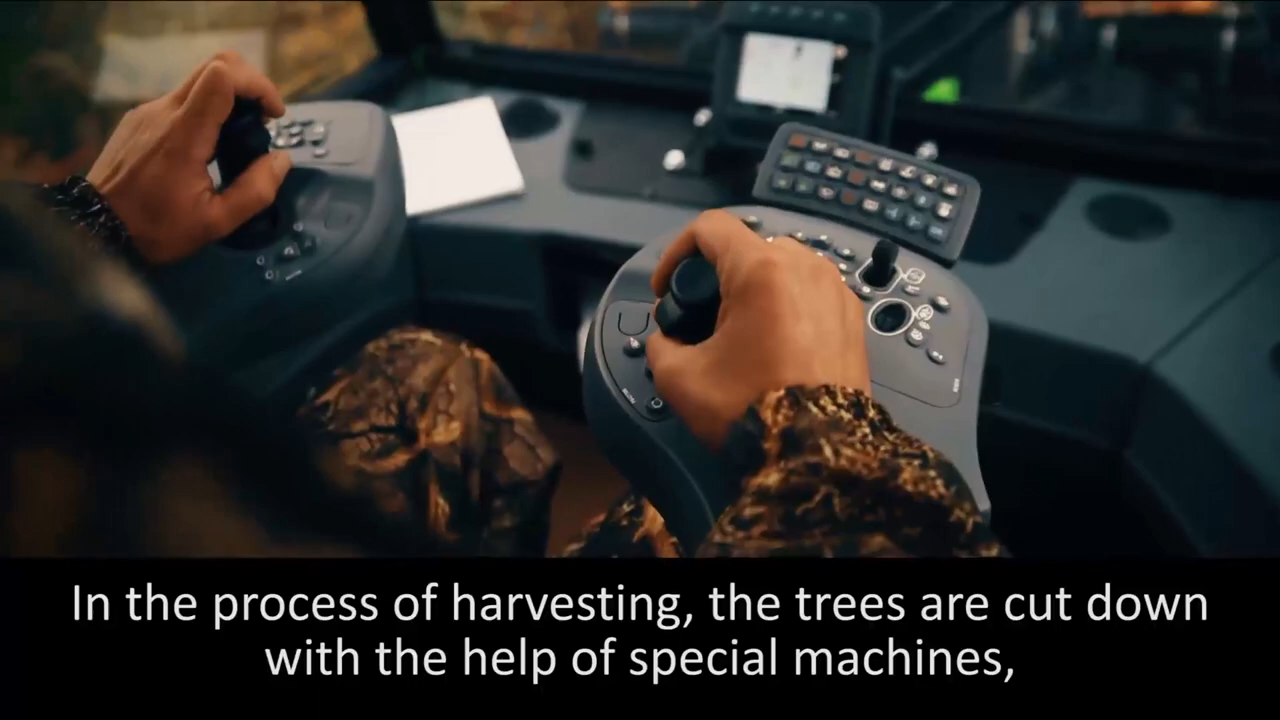 In the process of harvesting, the trees are cut down
with the help of special machines,